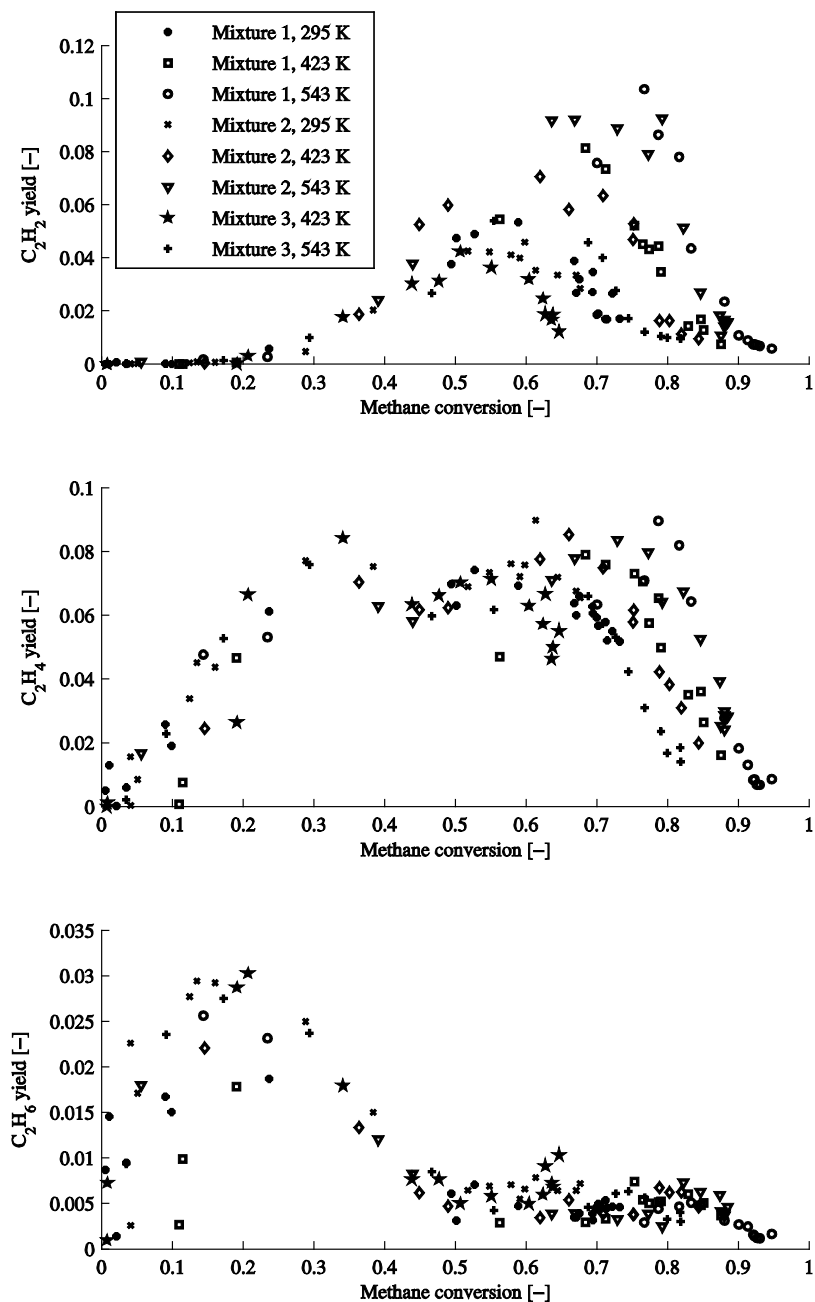 Mixture 1, 295 K
Mixture 1, 423 K
Mixture 1, 543 K
Mixture 2, 295 K
Mixture 2, 423 K
Mixture 2, 543 K
Mixture 3, 423 K
Mixture 3, 543 K
C₂H₂ yield [−]
0.12
0.1
0.08
0.06
0.04
0.02
0
0 0.1 0.2 0.3 0.4 0.5 0.6 0.7 0.8 0.9 1
Methane conversion [−]
C₂H₄ yield [−]
0.1
0.08
0.06
0.04
0.02
0
0 0.1 0.2 0.3 0.4 0.5 0.6 0.7 0.8 0.9 1
Methane conversion [−]
C₂H₆ yield [−]
0.035
0.03
0.025
0.02
0.015
0.01
0.005
0
0 0.1 0.2 0.3 0.4 0.5 0.6 0.7 0.8 0.9 1
Methane conversion [−]